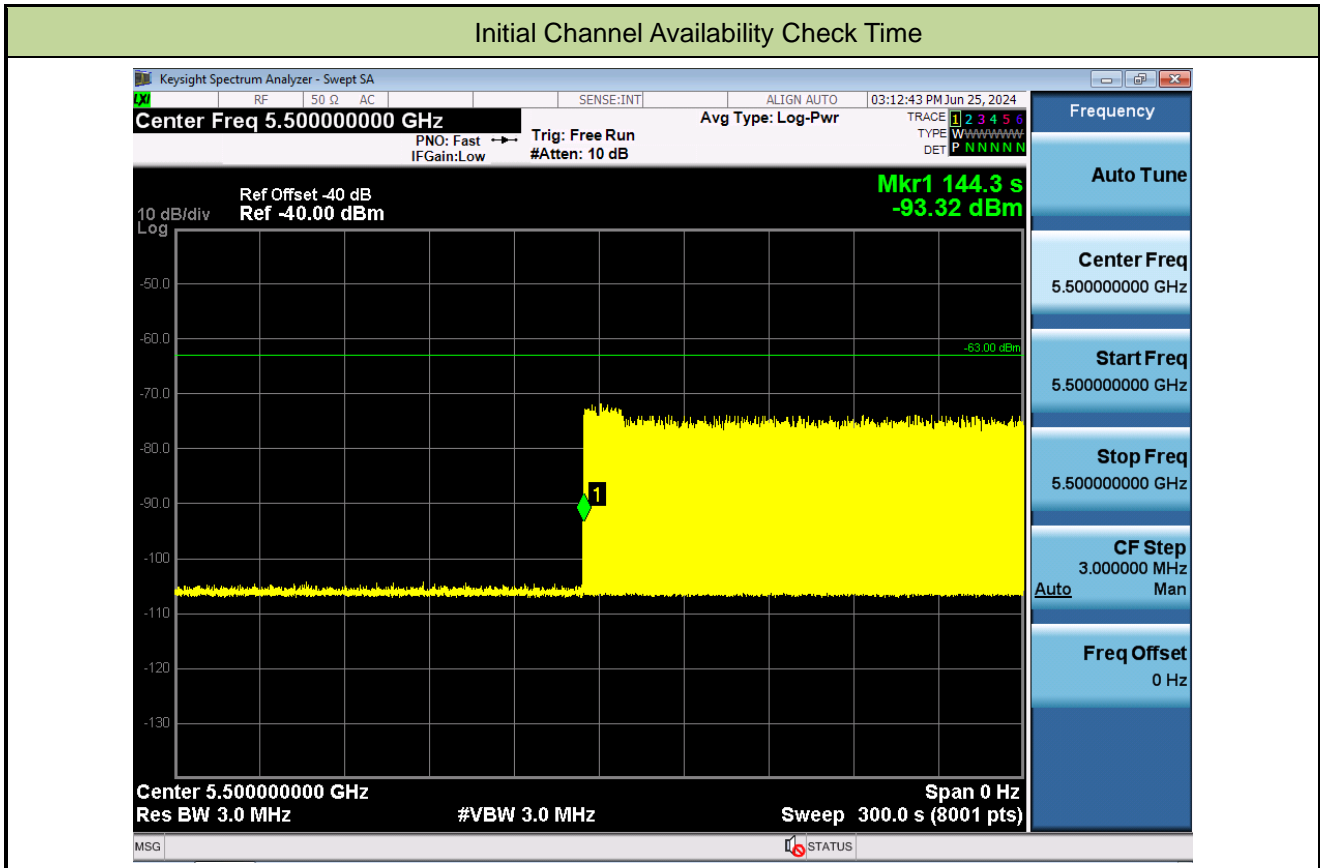 Initial Channel Availability Check Time
Keysight Spectrum Analyzer - Swept SA
LXI RF 50 Ω AC SENSE:INT ALIGN AUTO 03:12:43 PM Jun 25, 2024
Center Freq 5.500000000 GHz
PNO: Fast
IFGain:Low
Trig: Free Run
#Atten: 10 dB
Avg Type: Log-Pwr
TRACE 1 2 3 4 5 6
TYPE WWWWWW
DET P N N N N N
Ref Offset -40 dB
10 dB/div Ref -40.00 dBm
Log
Mkr1 144.3 s
-93.32 dBm
-50.0
-60.0
-63.00 dBm
-70.0
-80.0
-90.0
1
-100
-110
-120
-130
Center 5.500000000 GHz Span 0 Hz
Res BW 3.0 MHz #VBW 3.0 MHz Sweep 300.0 s (8001 pts)
MSG STATUS
Frequency
Auto Tune
Center Freq
5.500000000 GHz
Start Freq
5.500000000 GHz
Stop Freq
5.500000000 GHz
CF Step
3.000000 MHz
Auto Man
Freq Offset
0 Hz